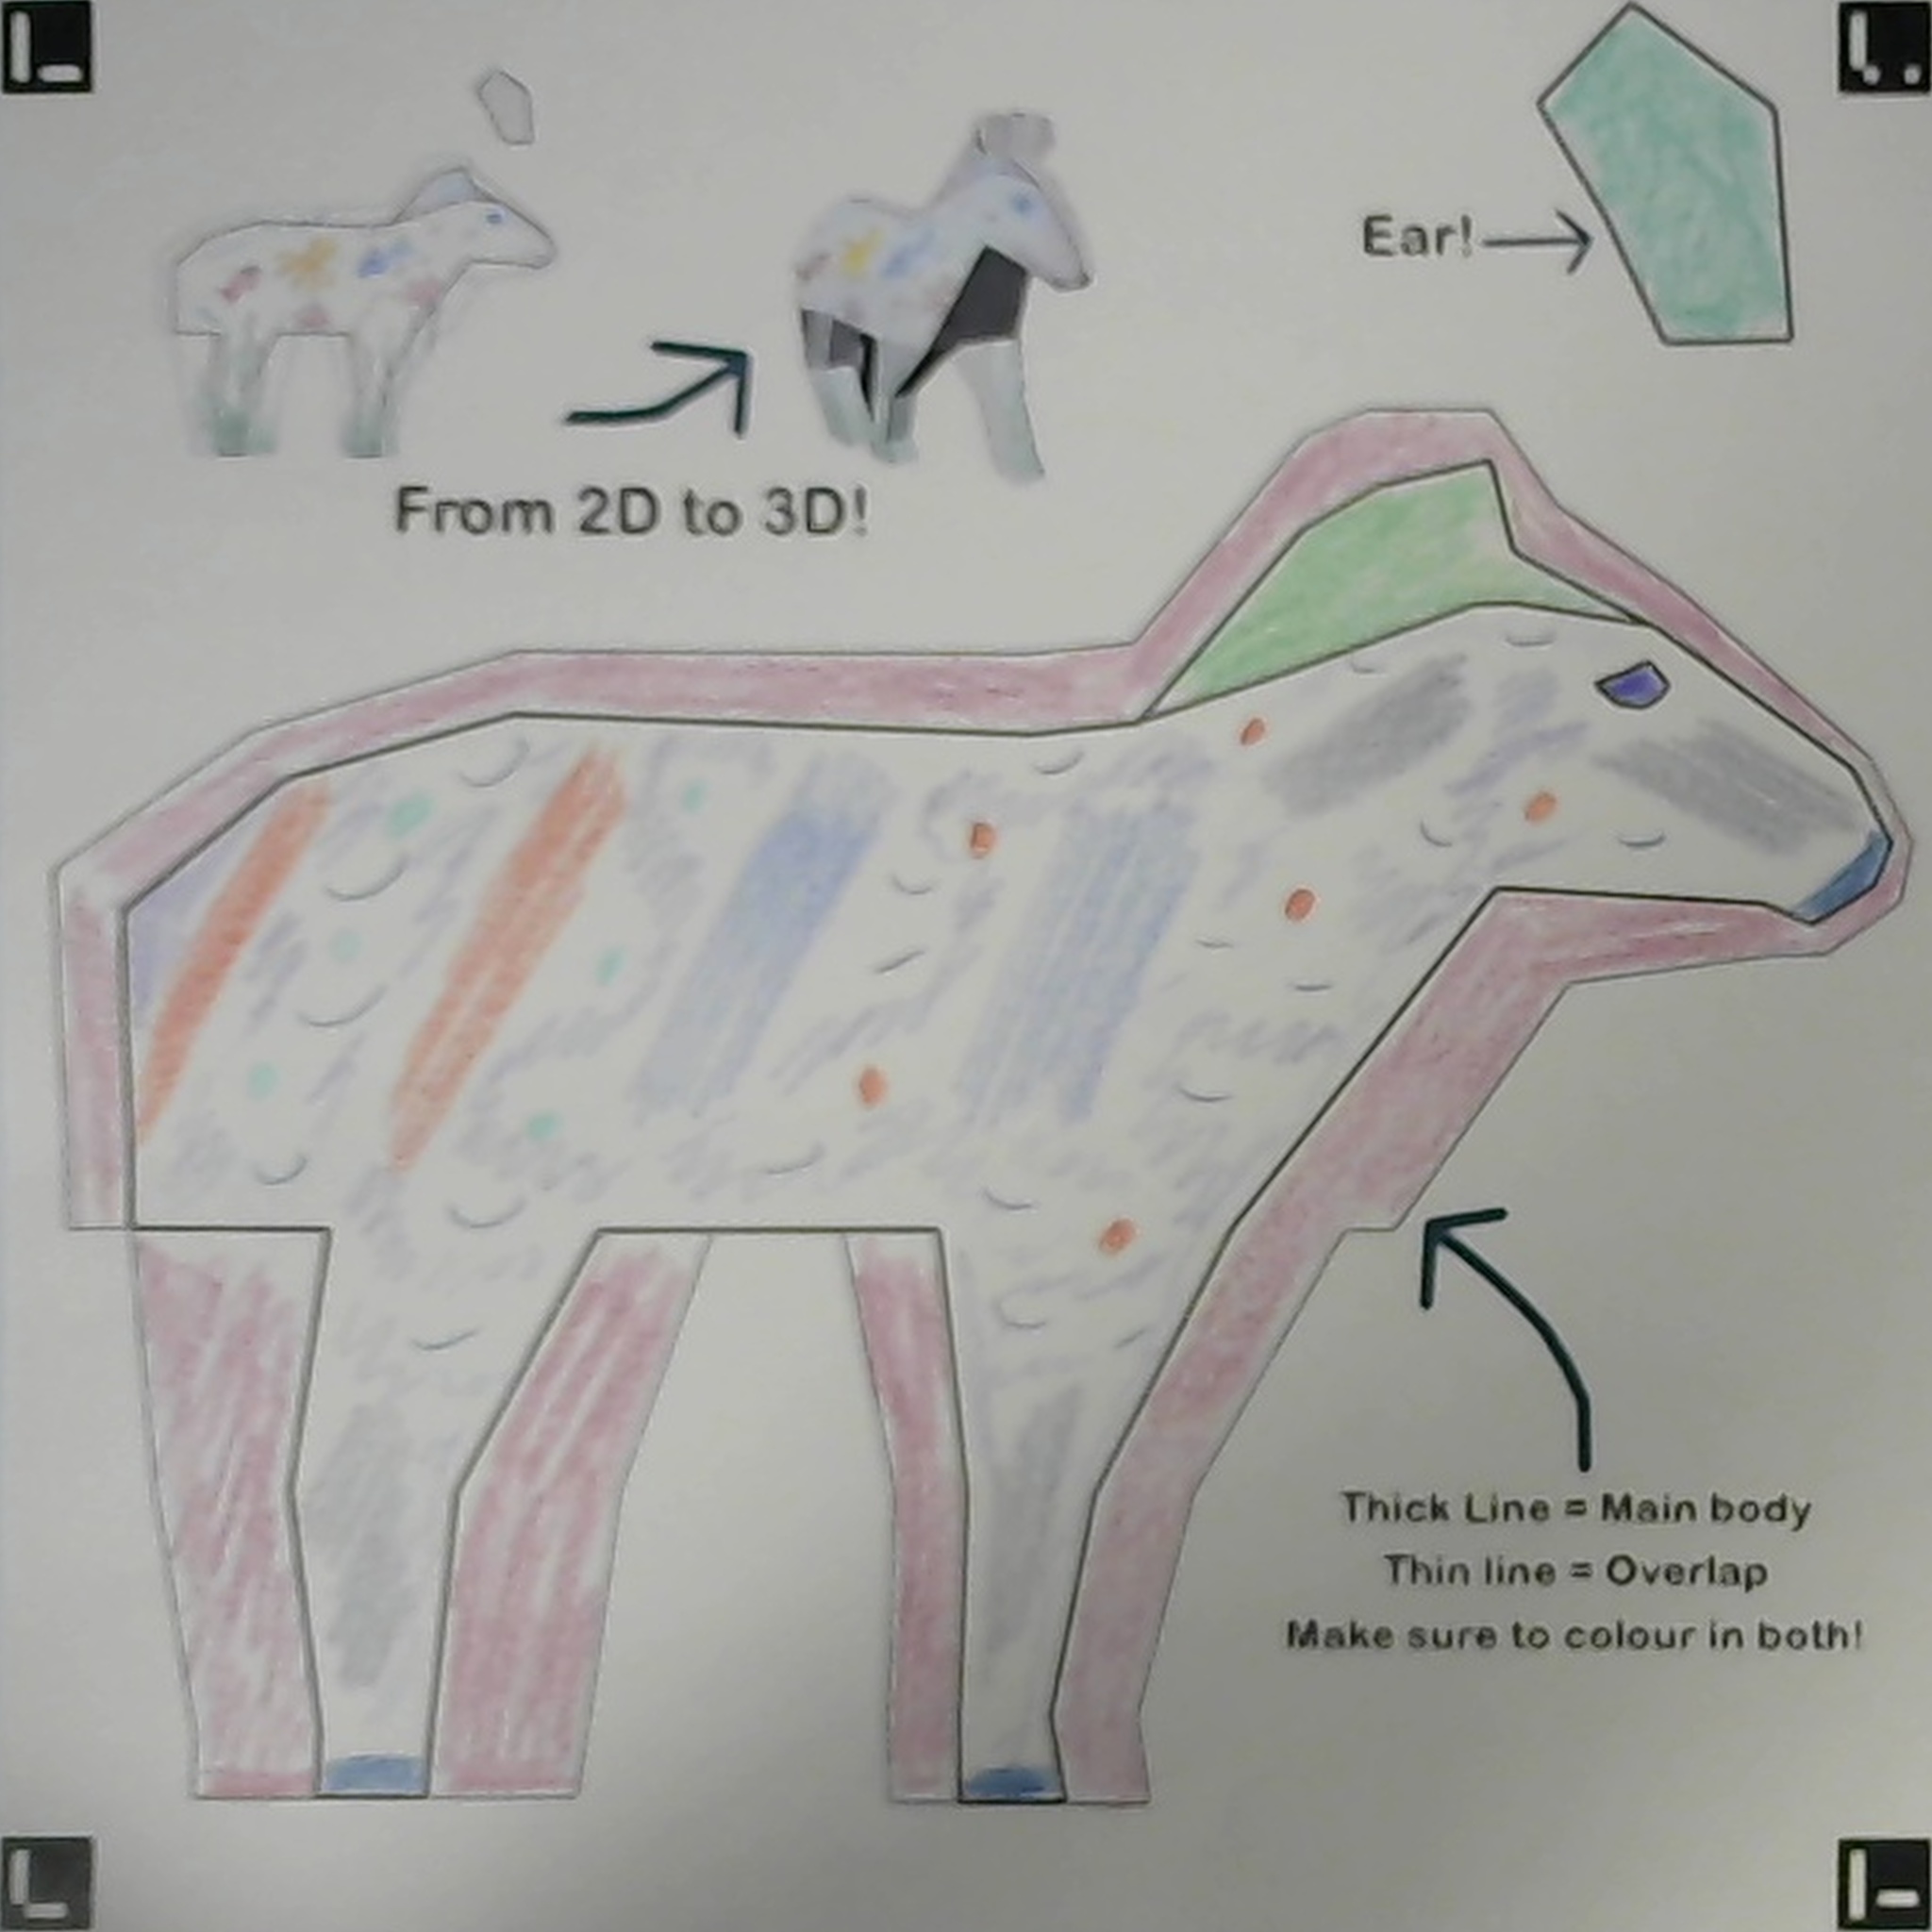 Ear!
From 2D to 3D!
Thick Line = Main body
Thin line = Overlap
Make sure to colour in both!